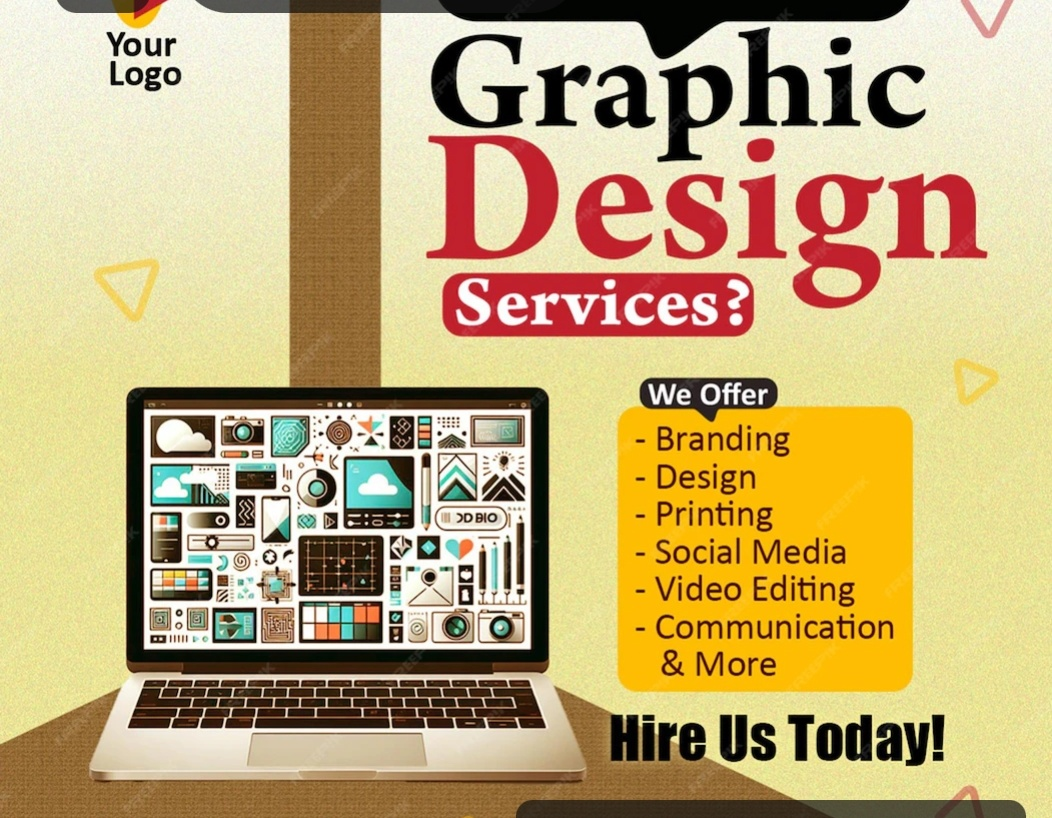 Your
Logo
Graphic
Design
Services?
We Offer
- Branding
- Design
- Printing
- Social Media
- Video Editing
- Communication
& More
Hire Us Today!